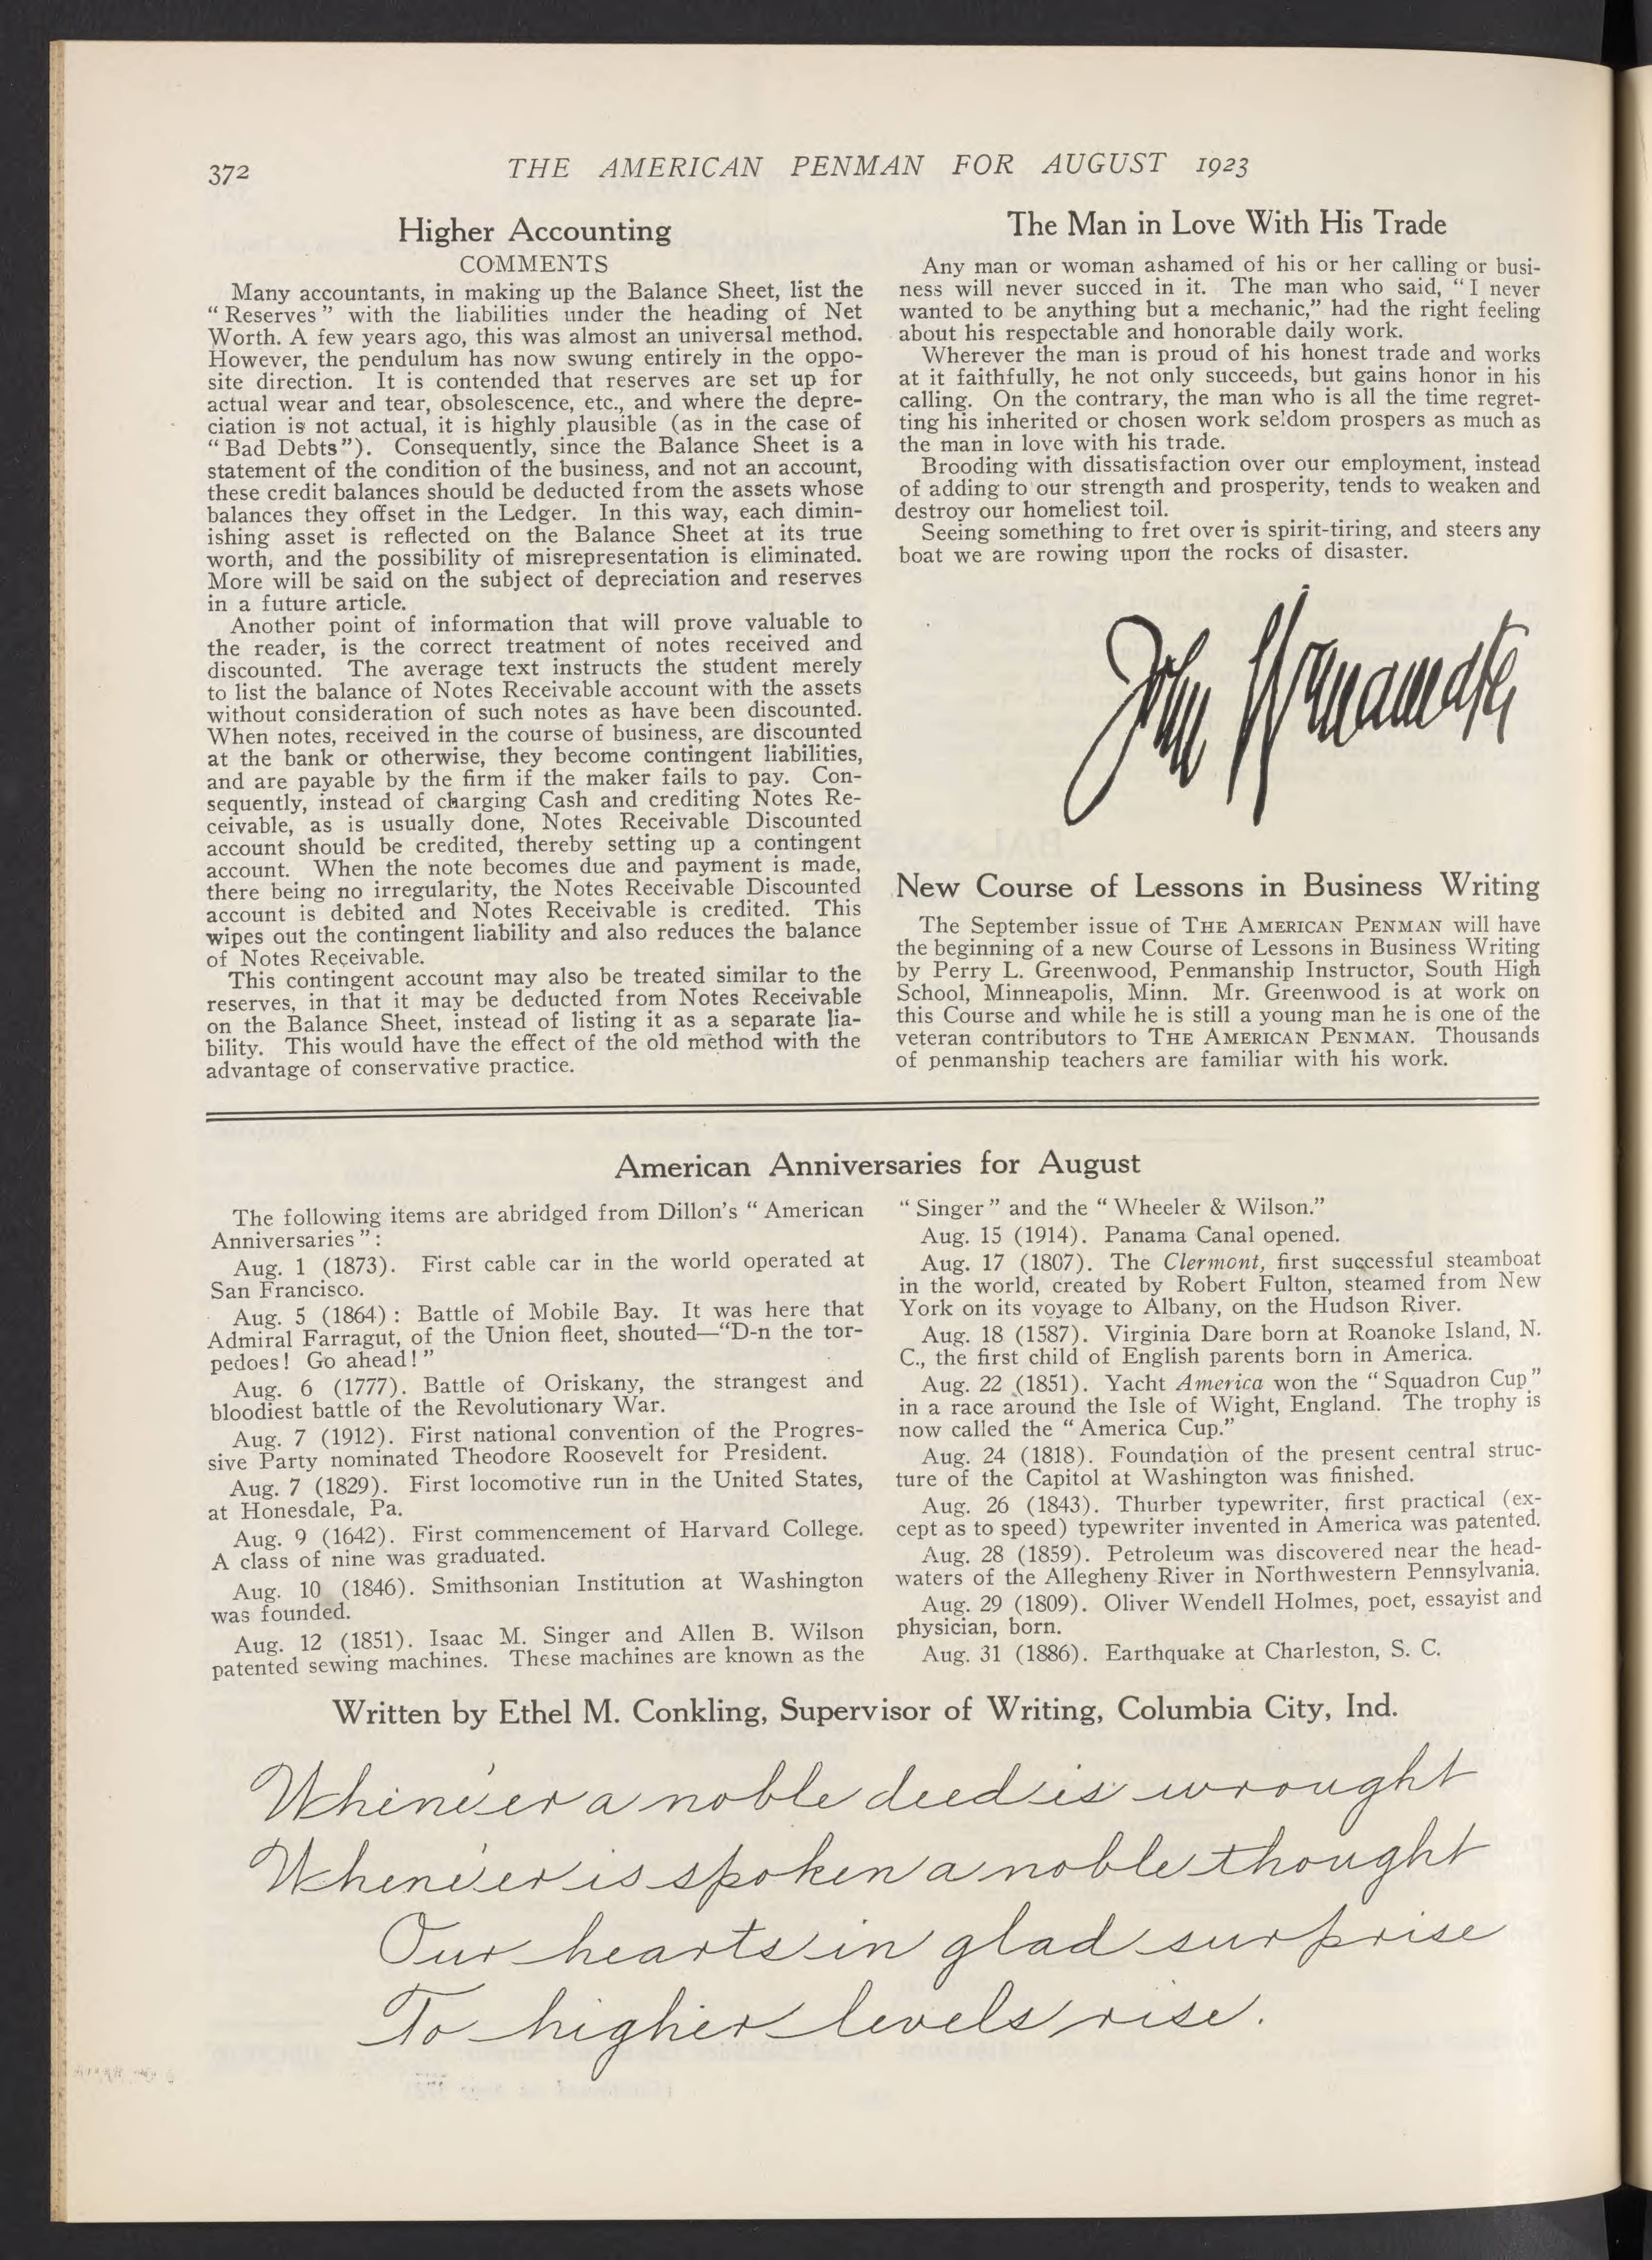 372
THE AMERICAN PENMAN FOR AUGUST 1923
Higher Accounting
COMMENTS
Many accountants, in making up the Balance Sheet, list the
“Reserves” with the liabilities under the heading of Net
Worth. A few years ago, this was almost an universal method.
However, the pendulum has now swung entirely in the oppo-
site direction. It is contended that reserves are set up for
actual wear and tear, obsolescence, etc., and where the depre-
ciation is not actual, it is highly plausible (as in the case of
“Bad Debts”). Consequently, since the Balance Sheet is a
statement of the condition of the business, and not an account,
these credit balances should be deducted from the assets whose
balances they offset in the Ledger. In this way, each dimin-
ishing asset is reflected on the Balance Sheet at its true
worth, and the possibility of misrepresentation is eliminated.
More will be said on the subject of depreciation and reserves
in a future article.
Another point of information that will prove valuable to
the reader, is the correct treatment of notes received and
discounted. The average text instructs the student merely
to list the balance of Notes Receivable account with the assets
without consideration of such notes as have been discounted.
When notes, received in the course of business, are discounted
at the bank or otherwise, they become contingent liabilities,
and are payable by the firm if the maker fails to pay. Con-
sequently, instead of charging Cash and crediting Notes Re-
ceivable, as is usually done, Notes Receivable Discounted
account should be credited, thereby setting up a contingent
account. When the note becomes due and payment is made,
there being no irregularity, the Notes Receivable Discounted
account is debited and Notes Receivable is credited. This
wipes out the contingent liability and also reduces the balance
of Notes Receivable.
This contingent account may also be treated similar to the
reserves, in that it may be deducted from Notes Receivable
on the Balance Sheet, instead of listing it as a separate lia-
bility. This would have the effect of the old method with the
advantage of conservative practice.
The Man in Love With His Trade
Any man or woman ashamed of his or her calling or busi-
ness will never succed in it. The man who said, “I never
wanted to be anything but a mechanic,” had the right feeling
about his respectable and honorable daily work.
Wherever the man is proud of his honest trade and works
at it faithfully, he not only succeeds, but gains honor in his
calling. On the contrary, the man who is all the time regret-
ting his inherited or chosen work seldom prospers as much as
the man in love with his trade.
Brooding with dissatisfaction over our employment, instead
of adding to our strength and prosperity, tends to weaken and
destroy our homeliest toil.
Seeing something to fret over is spirit-tiring, and steers any
boat we are rowing upon the rocks of disaster.
John Wanamaker
New Course of Lessons in Business Writing
The September issue of THE AMERICAN PENMAN will have
the beginning of a new Course of Lessons in Business Writing
by Perry L. Greenwood, Penmanship Instructor, South High
School, Minneapolis, Minn. Mr. Greenwood is at work on
this Course and while he is still a young man he is one of the
veteran contributors to THE AMERICAN PENMAN. Thousands
of penmanship teachers are familiar with his work.
American Anniversaries for August
The following items are abridged from Dillon's “American
Anniversaries”:
Aug. 1 (1873). First cable car in the world operated at
San Francisco.
Aug. 5 (1864): Battle of Mobile Bay. It was here that
Admiral Farragut, of the Union fleet, shouted—“D-n the tor-
pedoes! Go ahead!”
Aug. 6 (1777). Battle of Oriskany, the strangest and
bloodiest battle of the Revolutionary War.
Aug. 7 (1912). First national convention of the Progres-
sive Party nominated Theodore Roosevelt for President.
Aug. 7 (1829). First locomotive run in the United States,
at Honesdale, Pa.
Aug. 9 (1642). First commencement of Harvard College.
A class of nine was graduated.
Aug. 10 (1846). Smithsonian Institution at Washington
was founded.
Aug. 12 (1851). Isaac M. Singer and Allen B. Wilson
patented sewing machines. These machines are known as the
“Singer” and the “Wheeler & Wilson.”
Aug. 15 (1914). Panama Canal opened.
Aug. 17 (1807). The Clermont, first successful steamboat
in the world, created by Robert Fulton, steamed from New
York on its voyage to Albany, on the Hudson River.
Aug. 18 (1587). Virginia Dare born at Roanoke Island, N.
C., the first child of English parents born in America.
Aug. 22 (1851). Yacht America won the “Squadron Cup”
in a race around the Isle of Wight, England. The trophy is
now called the “America Cup.”
Aug. 24 (1818). Foundation of the present central struc-
ture of the Capitol at Washington was finished.
Aug. 26 (1843). Thurber typewriter, first practical (ex-
cept as to speed) typewriter invented in America was patented.
Aug. 28 (1859). Petroleum was discovered near the head-
waters of the Allegheny River in Northwestern Pennsylvania.
Aug. 29 (1809). Oliver Wendell Holmes, poet, essayist and
physician, born.
Aug. 31 (1886). Earthquake at Charleston, S. C.
Written by Ethel M. Conkling, Supervisor of Writing, Columbia City, Ind.
Whene'er a noble deed is wrought
Whene'er is spoken a noble thought
Our hearts in glad surprise
To higher levels rise.